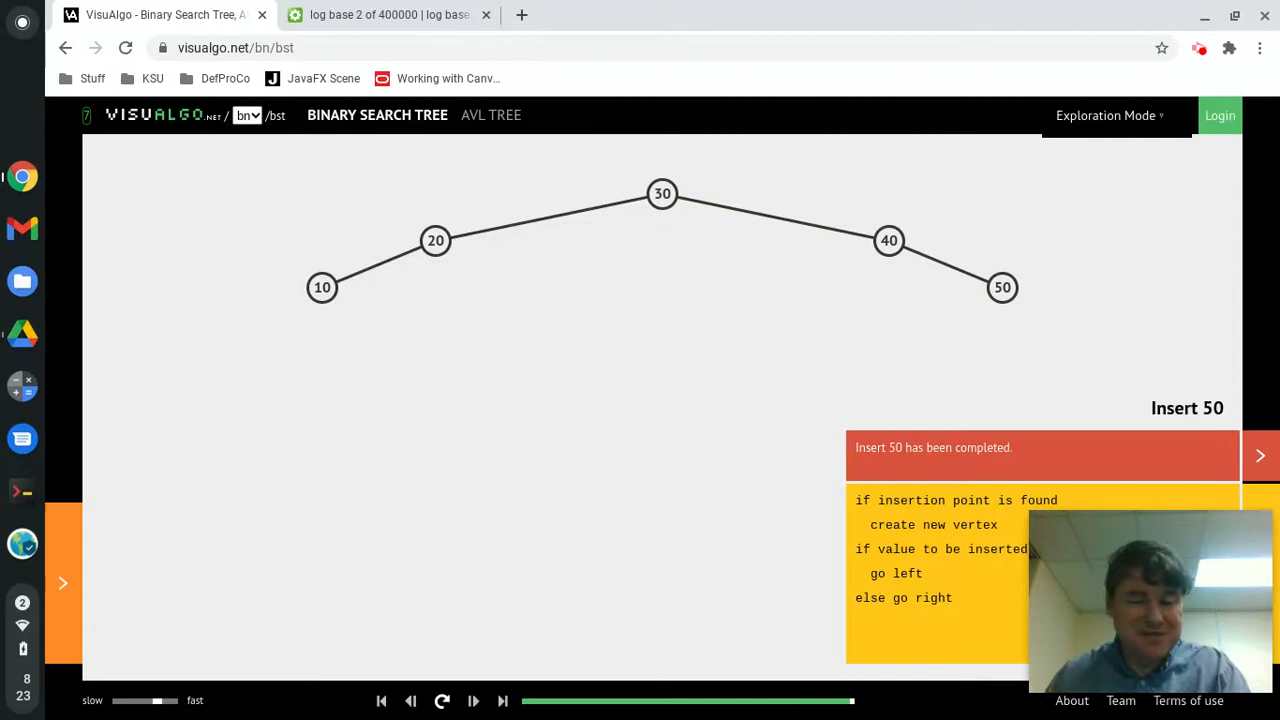 VisuAlgo - Binary Search Tree, A
log base 2 of 400000 | log base
visualgo.net/bn/bst
Stuff
KSU
DefProCo
JavaFX Scene
Working with Canv...
7
VISUALGO.NET / bn /bst
BINARY SEARCH TREE
AVL TREE
Exploration Mode
Login
30
20
40
10
50
Insert 50
Insert 50 has been completed.
if insertion point is found
create new vertex
if value to be inserted
go left
else go right
2
8
23
slow
fast
About
Team
Terms of use